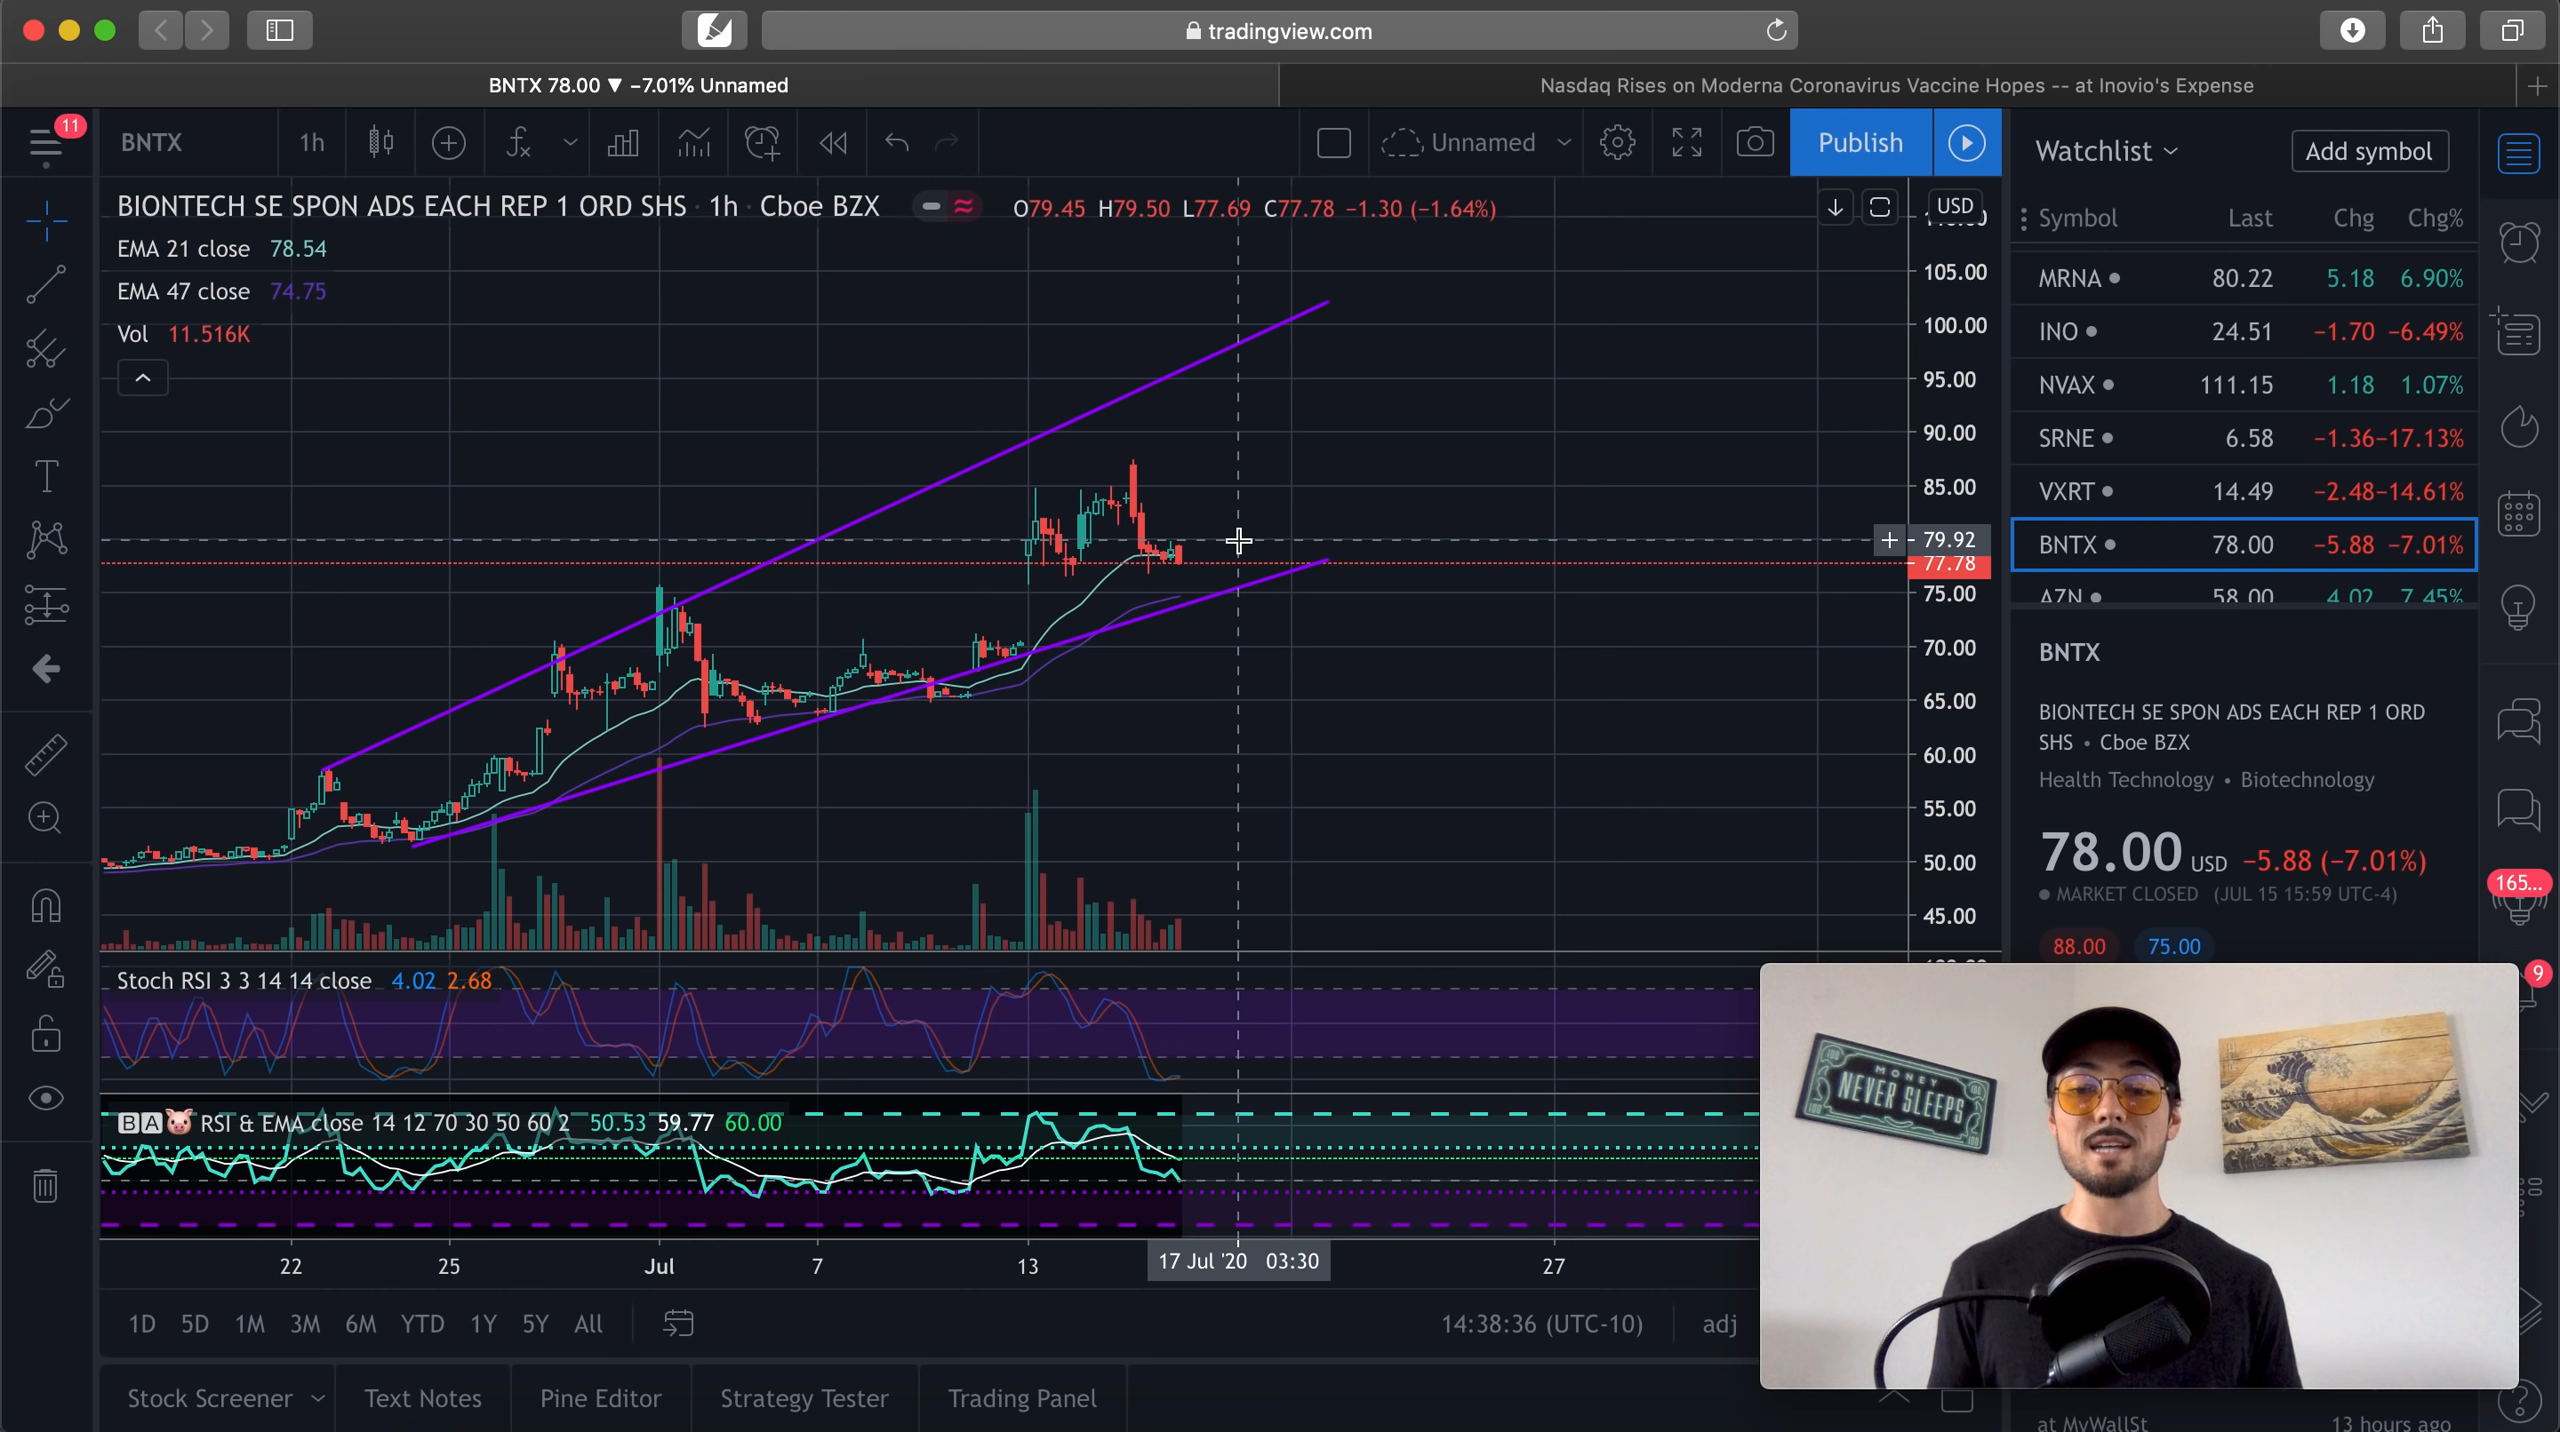 tradingview.com
BNTX 78.00 ▼ −7.01% Unnamed
Nasdaq Rises on Moderna Coronavirus Vaccine Hopes -- at Inovio's Expense
11
BNTX
1h
Unnamed
Publish
Watchlist
Add symbol
BIONTECH SE SPON ADS EACH REP 1 ORD SHS · 1h · Cboe BZX
O79.45 H79.50 L77.69 C77.78 −1.30 (−1.64%)
USD
EMA 21 close 78.54
EMA 47 close 74.75
Vol 11.516K
Symbol Last Chg Chg%
MRNA 80.22 5.18 6.90%
INO 24.51 −1.70 −6.49%
NVAX 111.15 1.18 1.07%
SRNE 6.58 −1.36 −17.13%
VXRT 14.49 −2.48 −14.61%
BNTX 78.00 −5.88 −7.01%
AZN 58.00 4.02 7.45%
105.00
100.00
95.00
90.00
85.00
79.92
77.78
75.00
70.00
65.00
60.00
55.00
50.00
45.00
BNTX
BIONTECH SE SPON ADS EACH REP 1 ORD
SHS • Cboe BZX
Health Technology • Biotechnology
78.00 USD −5.88 (−7.01%)
MARKET CLOSED (JUL 15 15:59 UTC-4)
88.00 75.00
165...
9
Stoch RSI 3 3 14 14 close 4.02 2.68
BA🐷 RSI & EMA close 14 12 70 30 50 60 2 50.53 59.77 60.00
22 25 Jul 7 13 17 Jul '20 03:30 27
1D 5D 1M 3M 6M YTD 1Y 5Y All
14:38:36 (UTC-10) adj
Stock Screener Text Notes Pine Editor Strategy Tester Trading Panel
100 100
MONEY
NEVER SLEEPS
at MyWallSt 13 hours ago